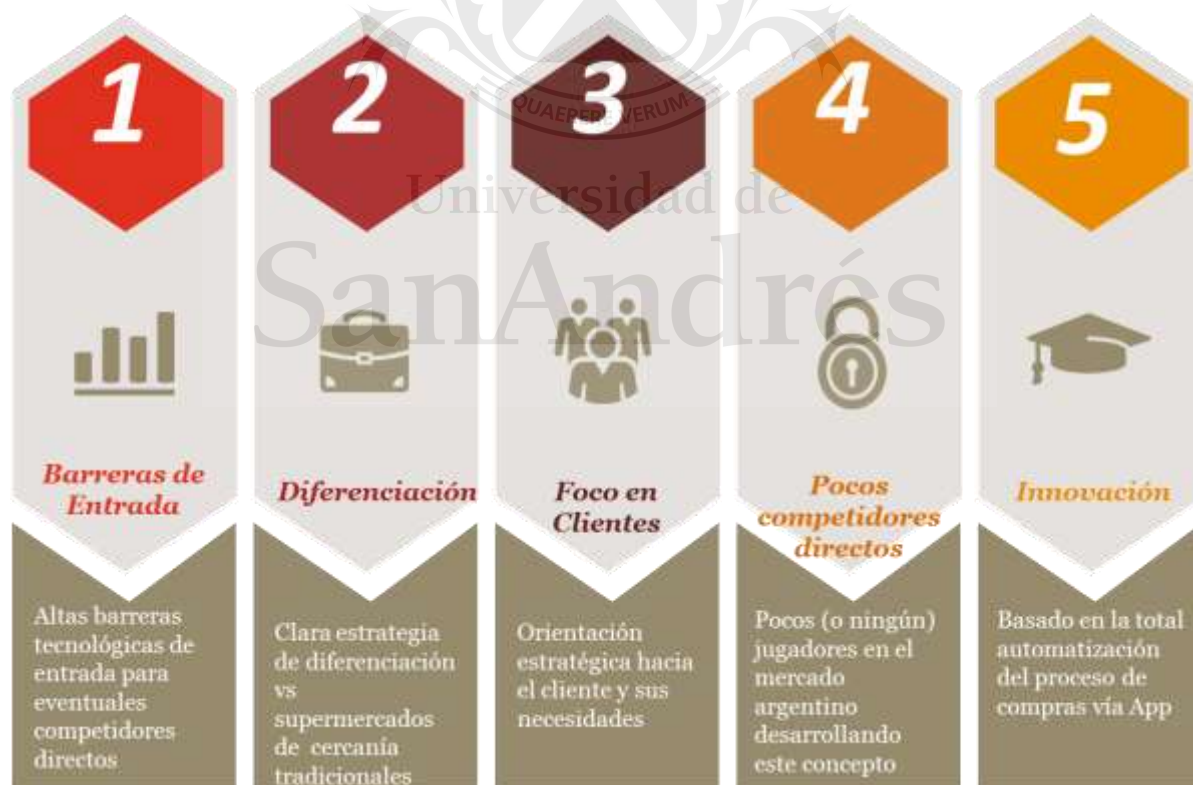 1
2
3
4
5
QUAERERE VERUM
Universidad de
SanAndrés
Barreras de
Entrada
Diferenciación
Foco en
Clientes
Pocos
competidores
directos
Innovación
Altas barreras
tecnológicas de
entrada para
eventuales
competidores
directos
Clara estrategia
de diferenciación
vs
supermercados
de cercanía
tradicionales
Orientación
estratégica hacia
el cliente y sus
necesidades
Pocos (o ningún)
jugadores en el
mercado
argentino
desarrollando
este concepto
Basado en la total
automatización
del proceso de
compras vía App